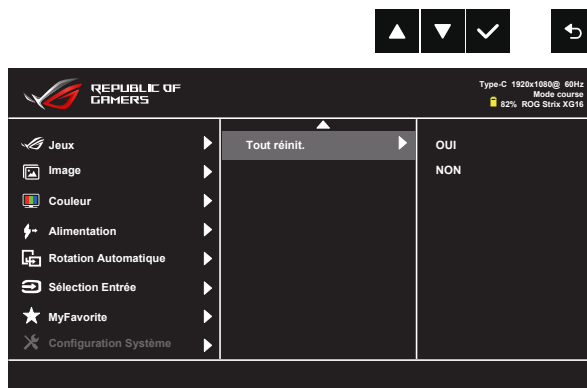 REPUBLIC OF
GAMERS
Type-C 1920x1080@ 60Hz
Mode course
82% ROG Strix XG16
Jeux
Image
Couleur
Alimentation
Rotation Automatique
Sélection Entrée
MyFavorite
Configuration Système
Tout réinit.
OUI
NON